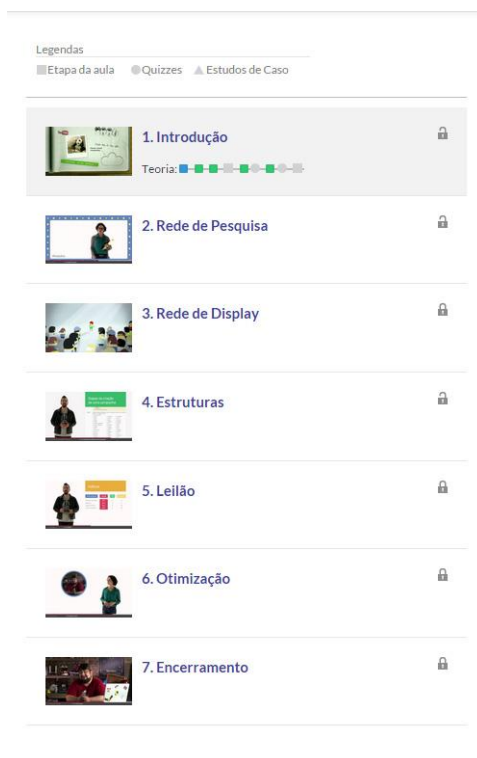 Legendas
Etapa da aula Quizzes Estudos de Caso
1. Introdução
Teoria:
2. Rede de Pesquisa
3. Rede de Display
4. Estruturas
5. Leilão
6. Otimização
7. Encerramento